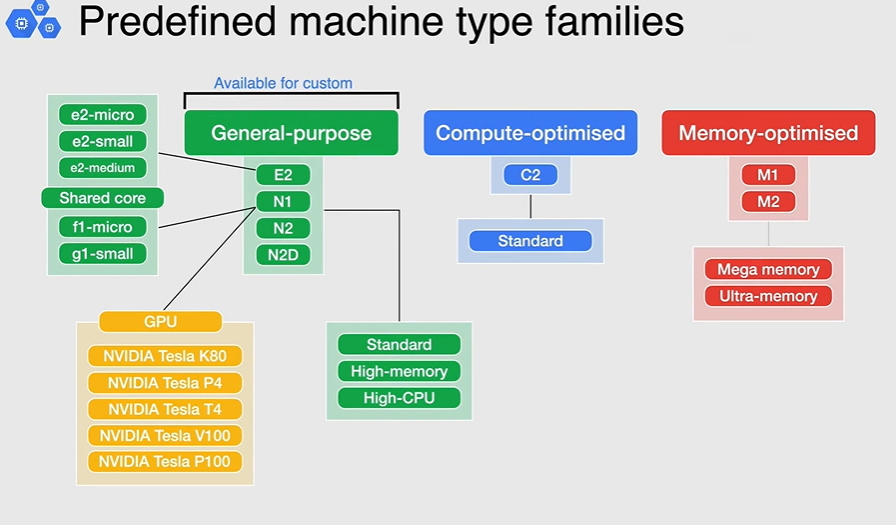 Predefined machine type families
Available for custom
General-purpose
E2
N1
N2
N2D
e2-micro
e2-small
e2-medium
Shared core
f1-micro
g1-small
GPU
NVIDIA Tesla K80
NVIDIA Tesla P4
NVIDIA Tesla T4
NVIDIA Tesla V100
NVIDIA Tesla P100
Standard
High-memory
High-CPU
Compute-optimised
C2
Standard
Memory-optimised
M1
M2
Mega memory
Ultra-memory